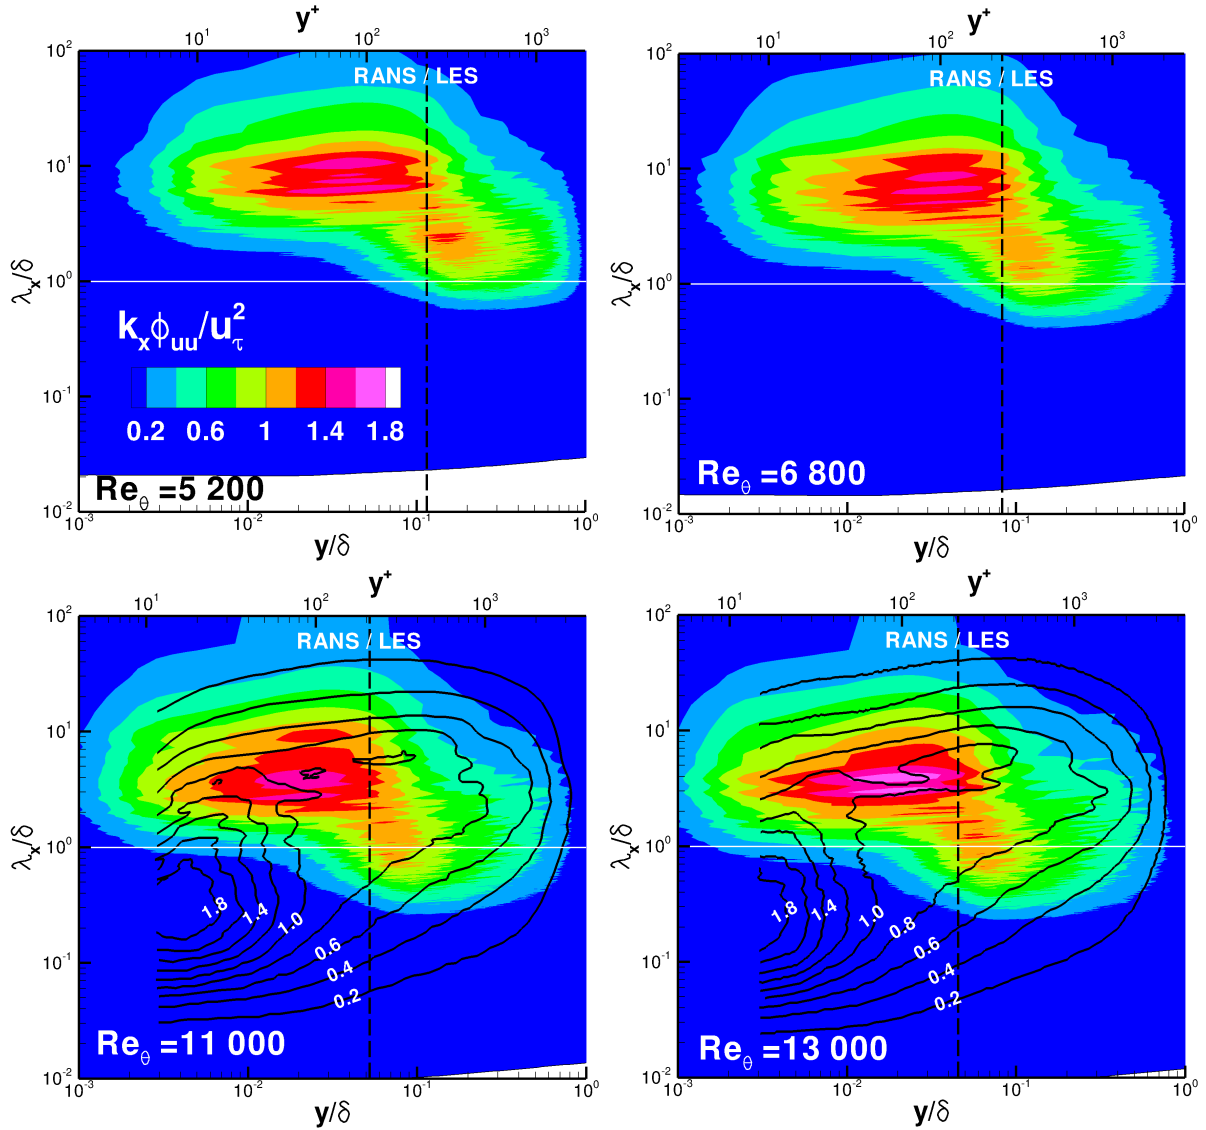 y⁺
10¹ 10² 10³
10² 10¹ 10⁰ 10⁻¹ 10⁻²
λₓ/δ
RANS / LES
kₓϕᵤᵤ/u²_τ
0.2 0.6 1 1.4 1.8
Re_θ =5 200
10⁻³ 10⁻² 10⁻¹ 10⁰
y/δ
y⁺
10¹ 10² 10³
10² 10¹ 10⁰ 10⁻¹ 10⁻²
λₓ/δ
RANS / LES
Re_θ =6 800
10⁻³ 10⁻² 10⁻¹ 10⁰
y/δ
y⁺
10¹ 10² 10³
10² 10¹ 10⁰ 10⁻¹ 10⁻²
λₓ/δ
RANS / LES
1.8 1.4 1.0 0.6 0.4 0.2
Re_θ =11 000
10⁻³ 10⁻² 10⁻¹ 10⁰
y/δ
y⁺
10¹ 10² 10³
10² 10¹ 10⁰ 10⁻¹ 10⁻²
λₓ/δ
RANS / LES
1.8 1.4 1.0 0.8 0.6 0.4 0.2
Re_θ =13 000
10⁻³ 10⁻² 10⁻¹ 10⁰
y/δ